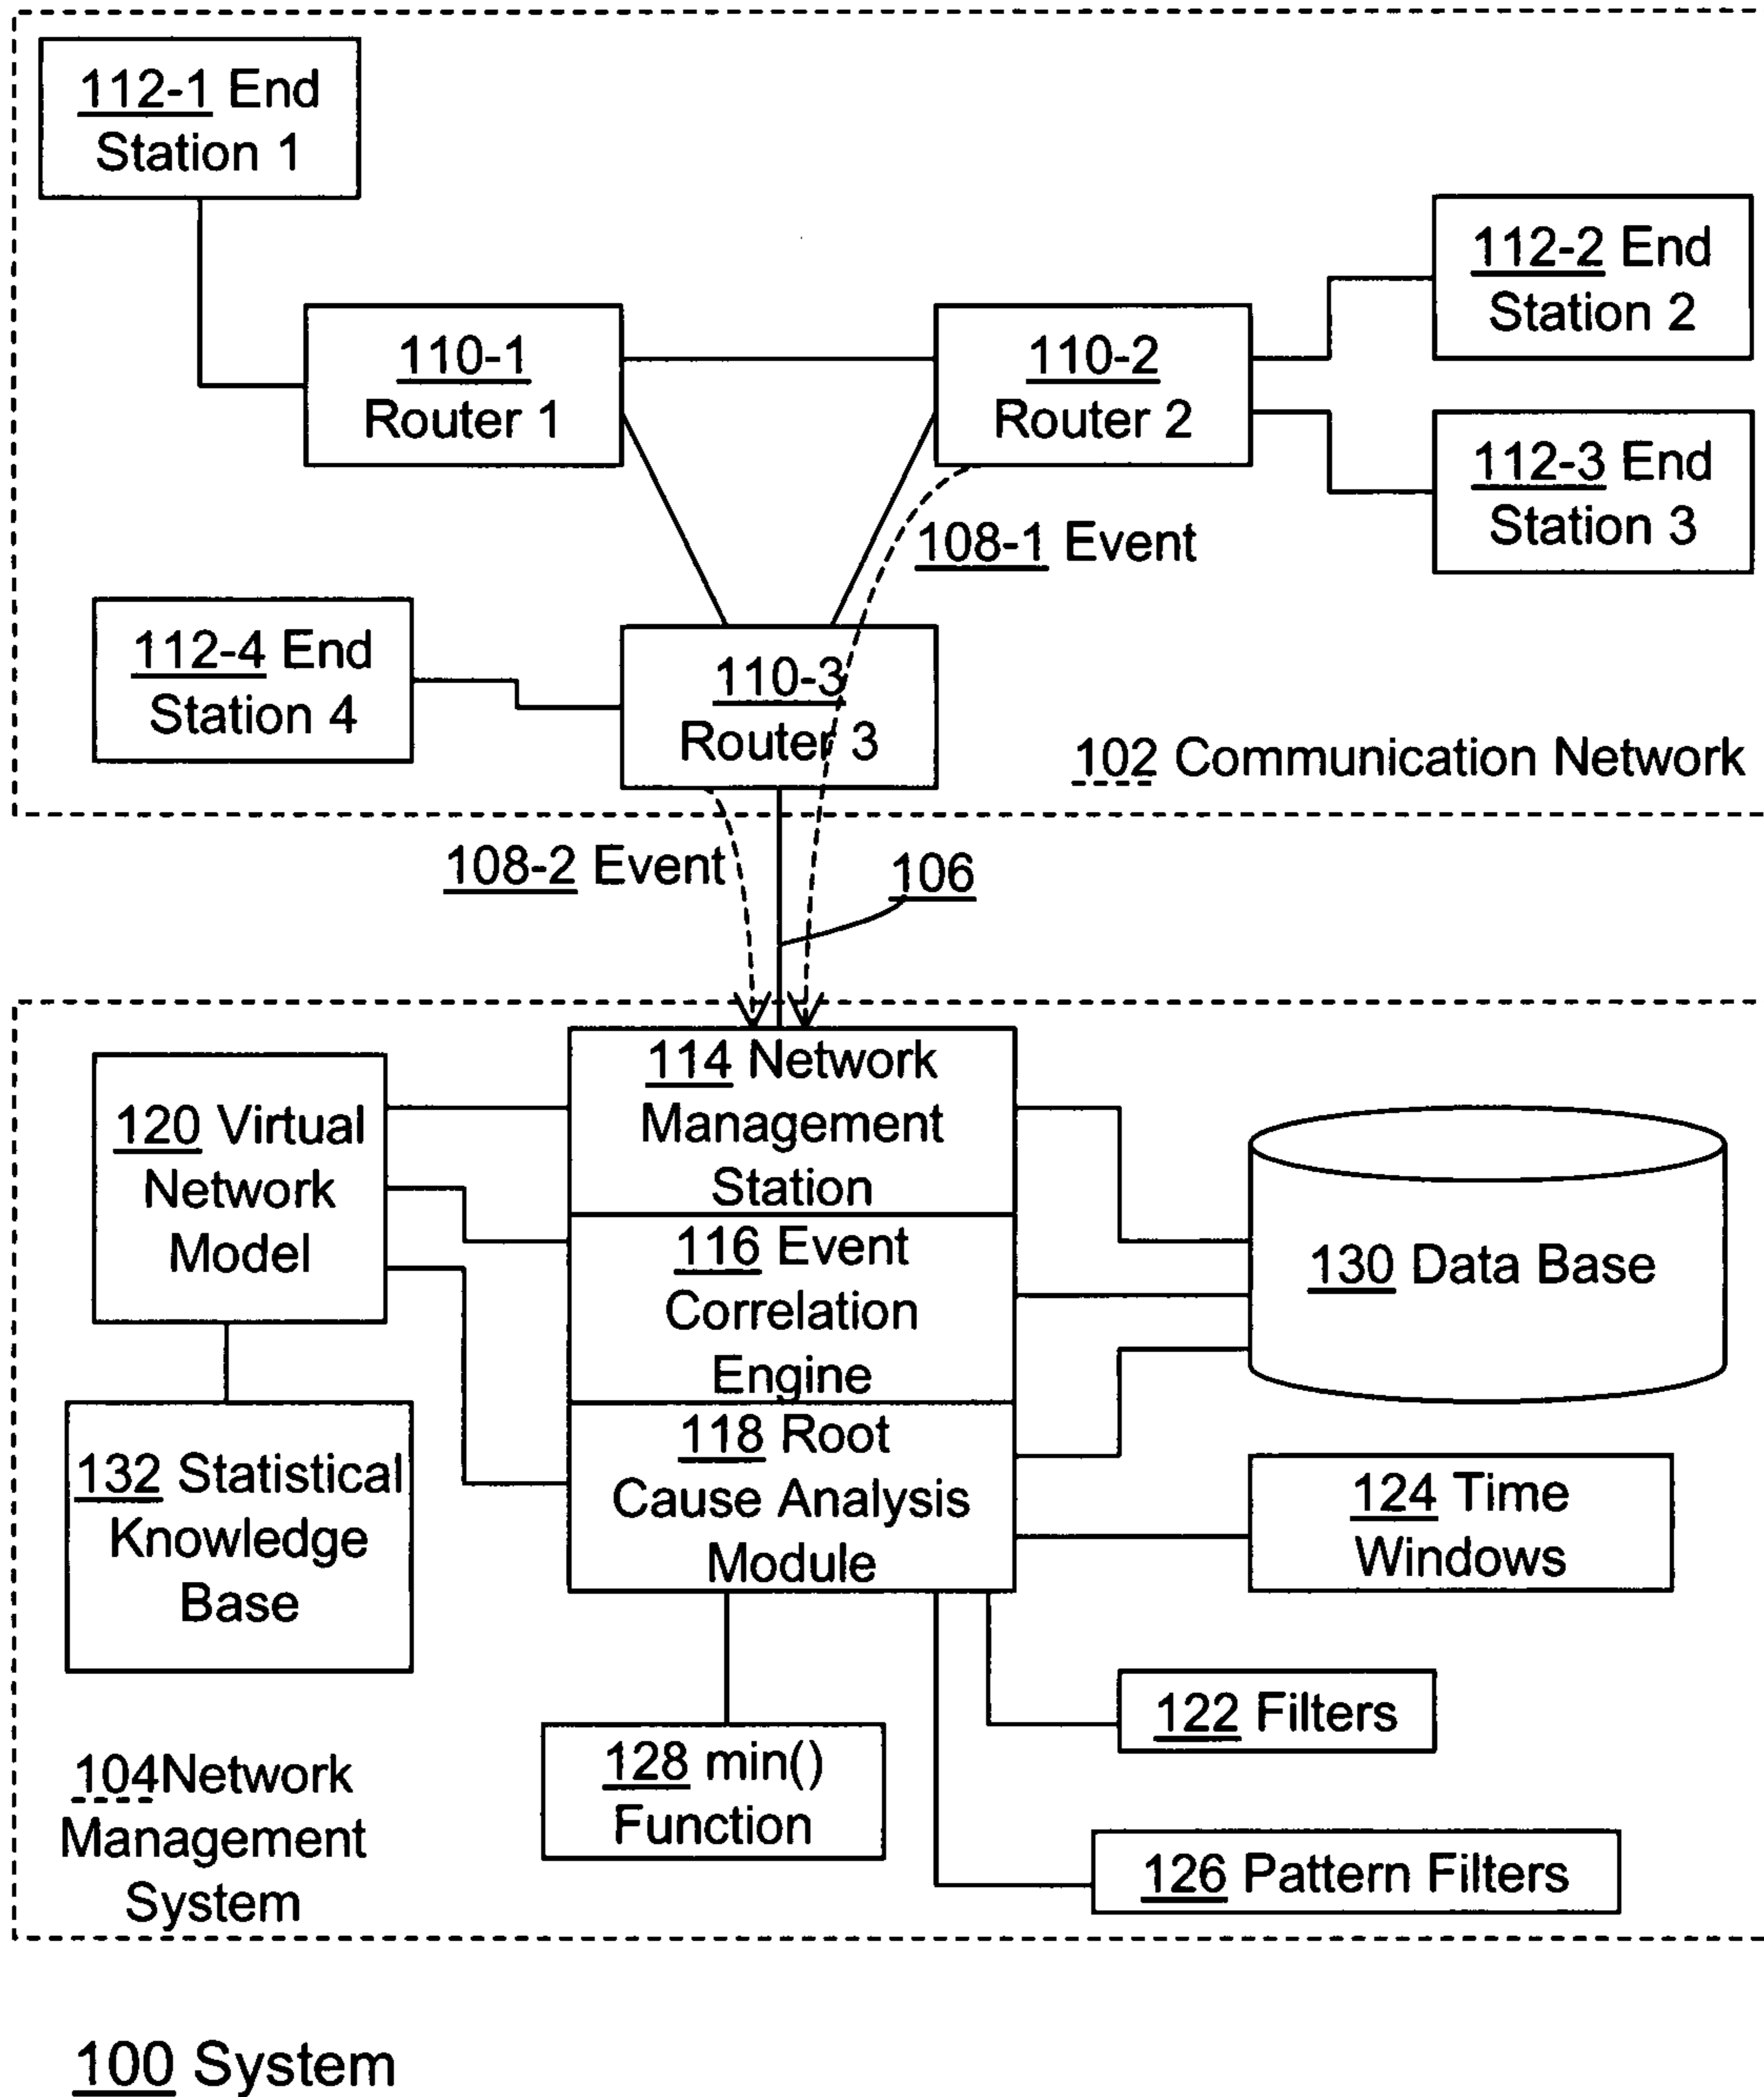 112-1 End
Station 1
112-2 End
Station 2
110-1
Router 1
110-2
Router 2
112-3 End
Station 3
108-1 Event
112-4 End
Station 4
110-3
Router 3
102 Communication Network
108-2 Event
106
114 Network
Management
Station
120 Virtual
Network
Model
116 Event
Correlation
Engine
130 Data Base
118 Root
Cause Analysis
Module
132 Statistical
Knowledge
Base
124 Time
Windows
122 Filters
128 min()
Function
104Network
Management
System
126 Pattern Filters
100 System